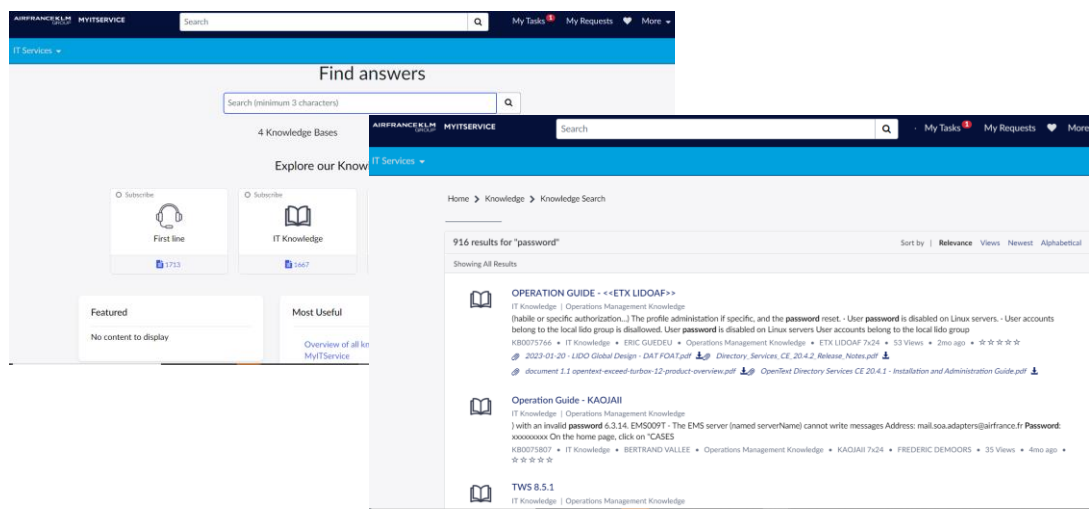 AIRFRANCEKLM GROUP MYITSERVICE Search My Tasks 1 My Requests More
IT Services
Find answers
Search (minimum 3 characters)
4 Knowledge Bases
Explore our Know
Subscribe
First line
1713
Subscribe
IT Knowledge
1667
Featured
No content to display
Most Useful
Overview of all kn
MyITService
AIRFRANCEKLM GROUP MYITSERVICE Search My Tasks 1 My Requests More
IT Services
Home > Knowledge > Knowledge Search
916 results for "password" Sort by | Relevance Views Newest Alphabetical
Showing All Results
OPERATION GUIDE - <<ETX LIDOAF>>
IT Knowledge | Operations Management Knowledge
(habile or specific authorization...) The profile administation if specific, and the password reset. - User password is disabled on Linux servers. - User accounts
belong to the local lido group is disallowed. User password is disabled on Linux servers User accounts belong to the local lido group
KB0075766 • IT Knowledge • ERIC GUEDEU • Operations Management Knowledge • ETX LIDOAF 7x24 • 53 Views • 2mo ago • ☆☆☆☆☆
2023-01-20 - LIDO Global Design - DAT FOAT.pdf Directory_Services_CE_20.4.2_Release_Notes.pdf
document 1.1 opentext-exceed-turbox-12-product-overview.pdf OpenText Directory Services CE 20.4.1 - Installation and Administration Guide.pdf
Operation Guide - KAOJAII
IT Knowledge | Operations Management Knowledge
) with an invalid password 6.3.14. EMS009T - The EMS server (named serverName) cannot write messages Address: mail.soa.adapters@airfrance.fr Password:
xxxxxxxxx On the home page, click on "CASES
KB0075807 • IT Knowledge • BERTRAND VALLEE • Operations Management Knowledge • KAOJAII 7x24 • FREDERIC DEMOORS • 35 Views • 4mo ago •
☆☆☆☆☆
TWS 8.5.1
IT Knowledge | Operations Management Knowledge